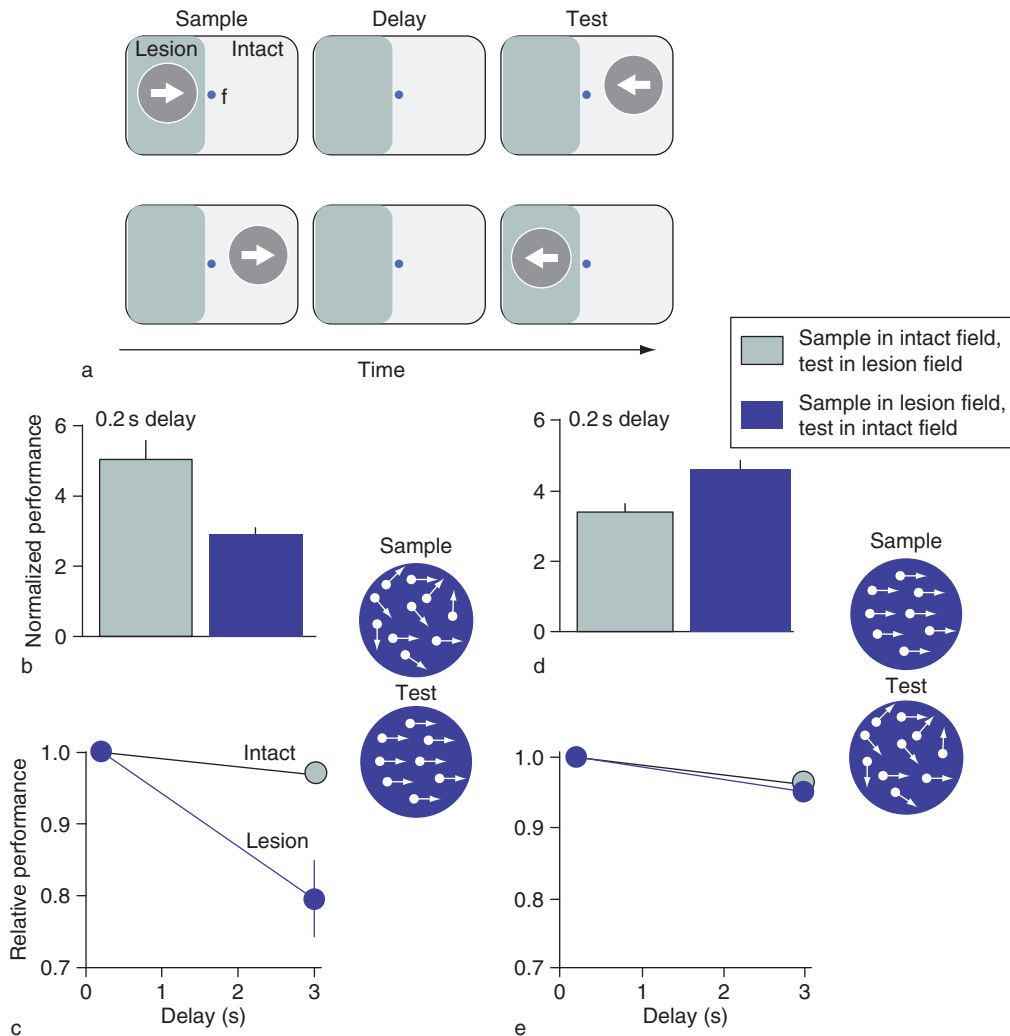 Sample
Delay
Test
Lesion
Intact
f
a
Time
Sample in intact field,
test in lesion field
Sample in lesion field,
test in intact field
0.2 s delay
Normalized performance
6
4
2
0
b
Sample
Test
0.2 s delay
6
4
2
0
d
Sample
Test
Relative performance
1.0
0.9
0.8
0.7
Intact
Lesion
0
1
2
3
Delay (s)
c
1.0
0.9
0.8
0.7
0
1
2
3
Delay (s)
e